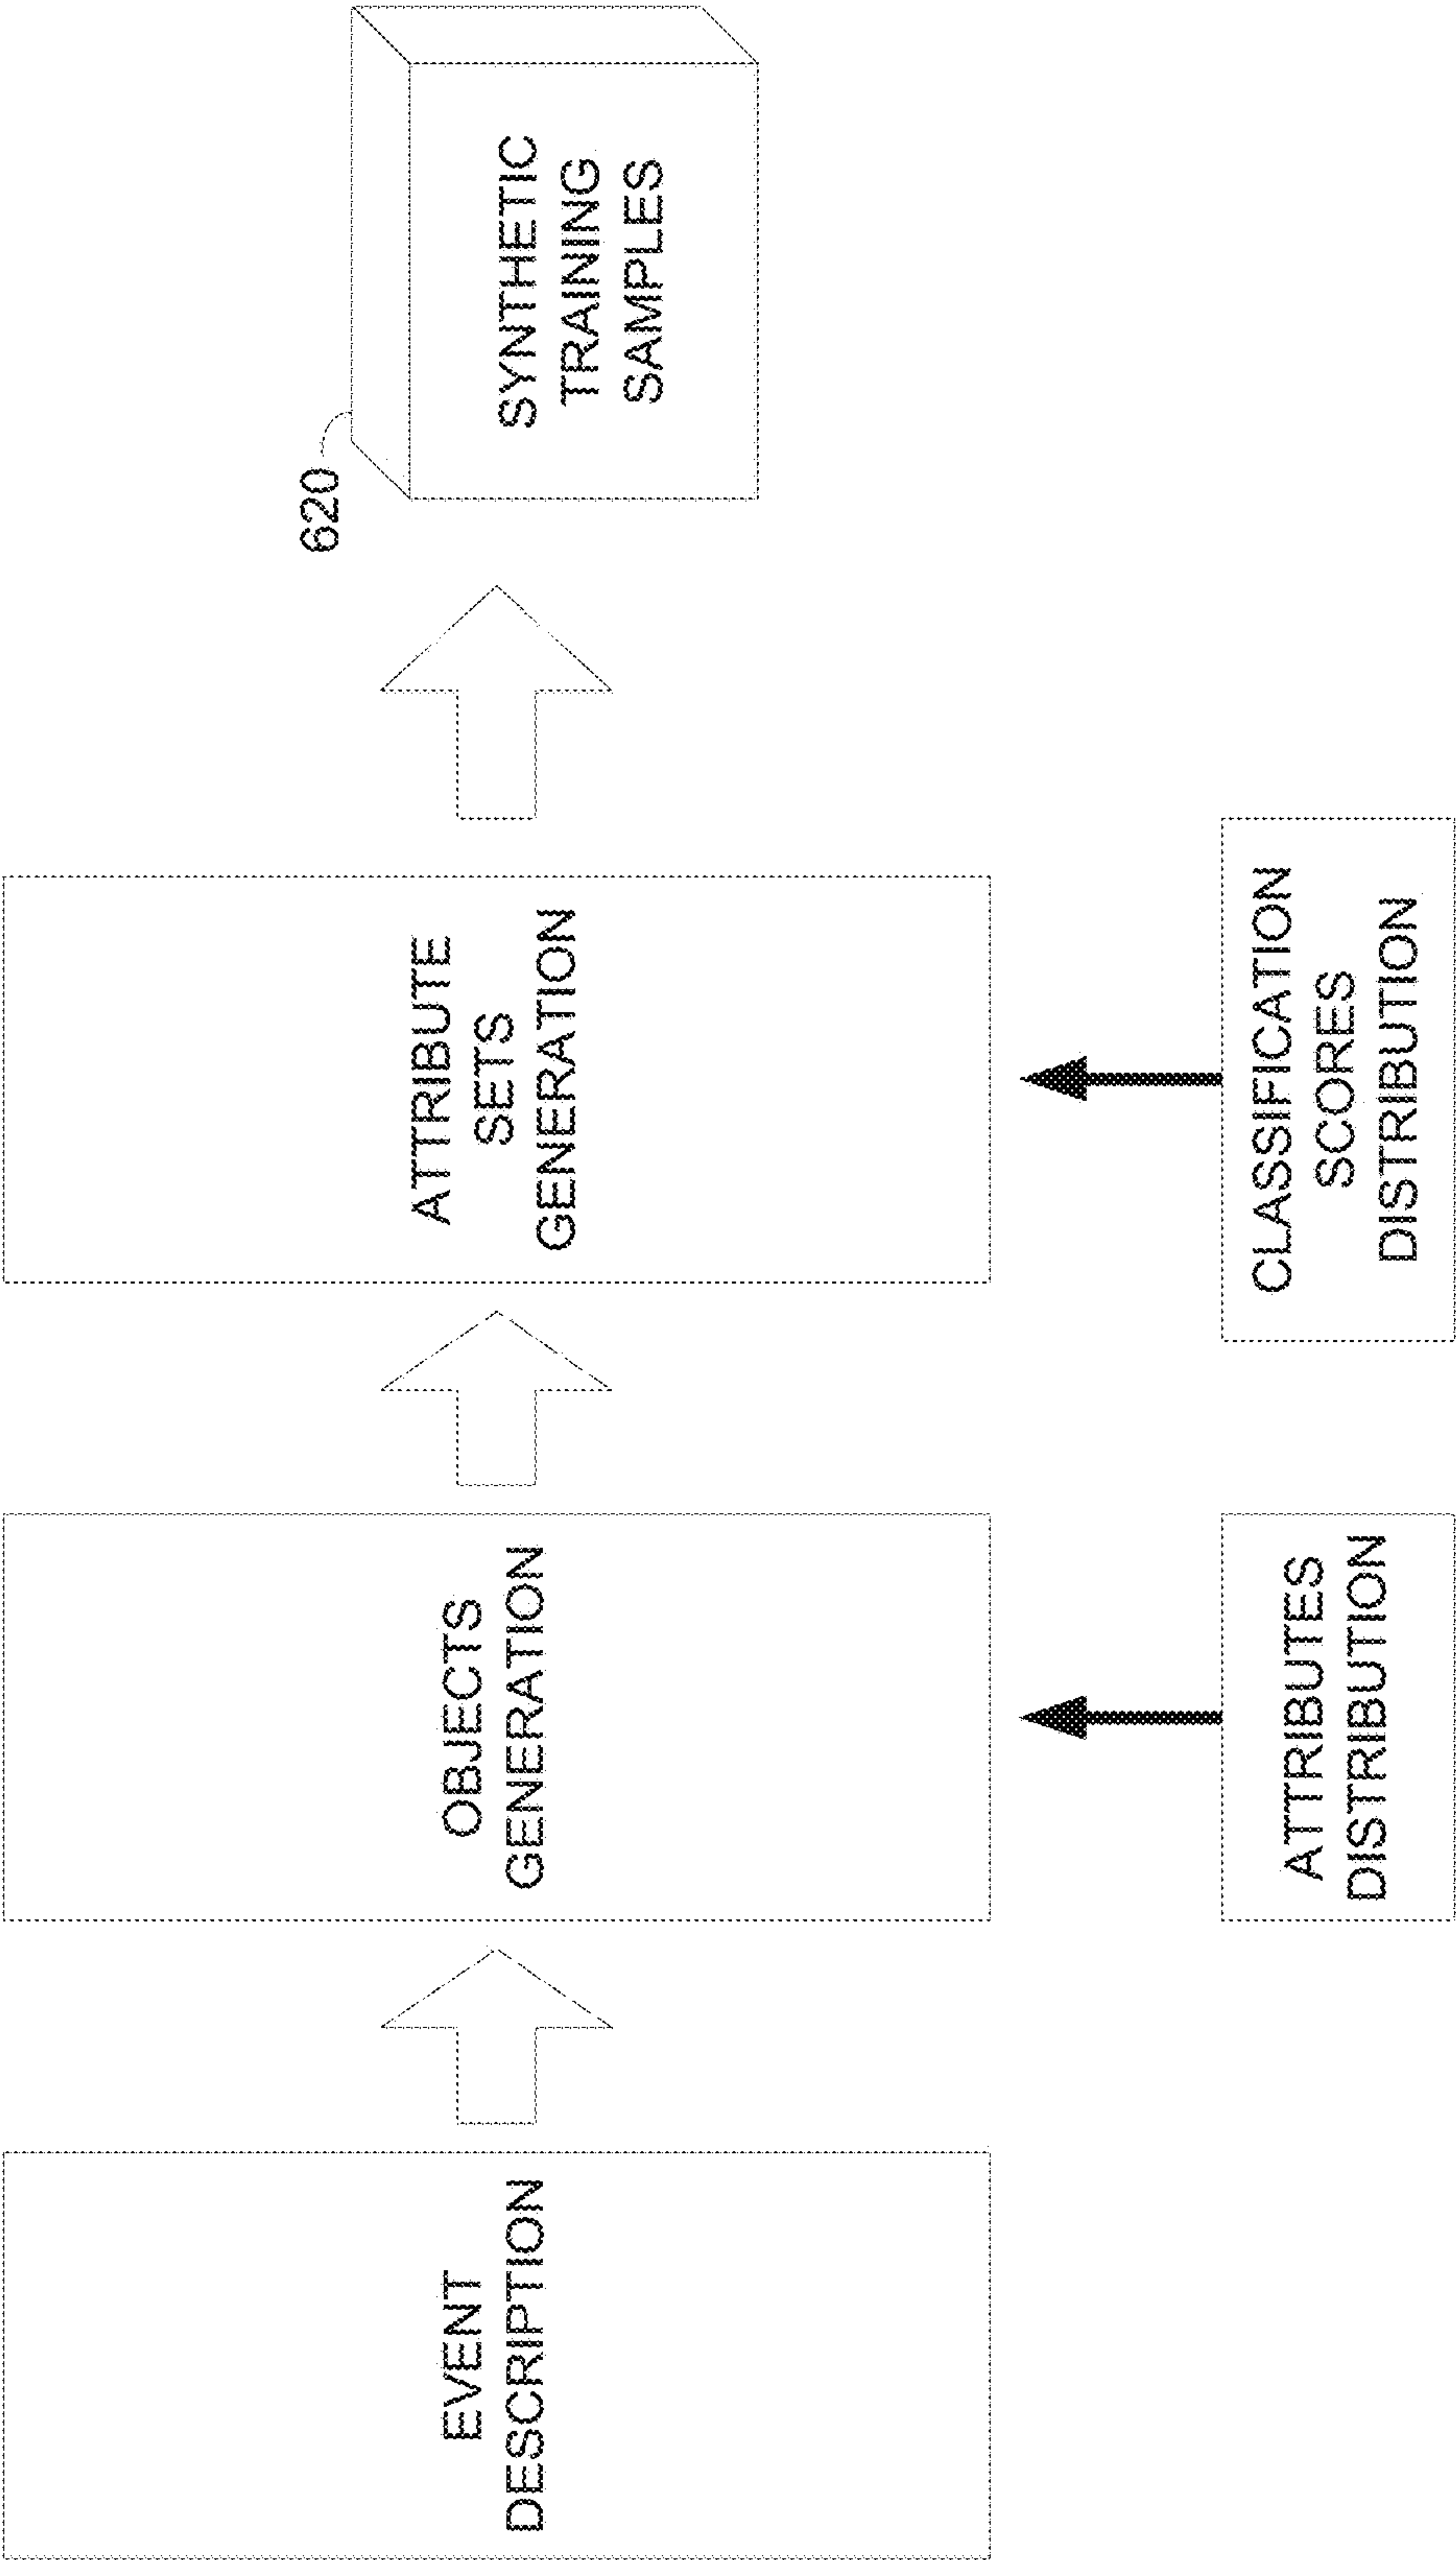 EVENT
DESCRIPTION
OBJECTS
GENERATION
ATTRIBUTE
SETS
GENERATION
620
SYNTHETIC
TRAINING
SAMPLES
ATTRIBUTES
DISTRIBUTION
CLASSIFICATION
SCORES
DISTRIBUTION